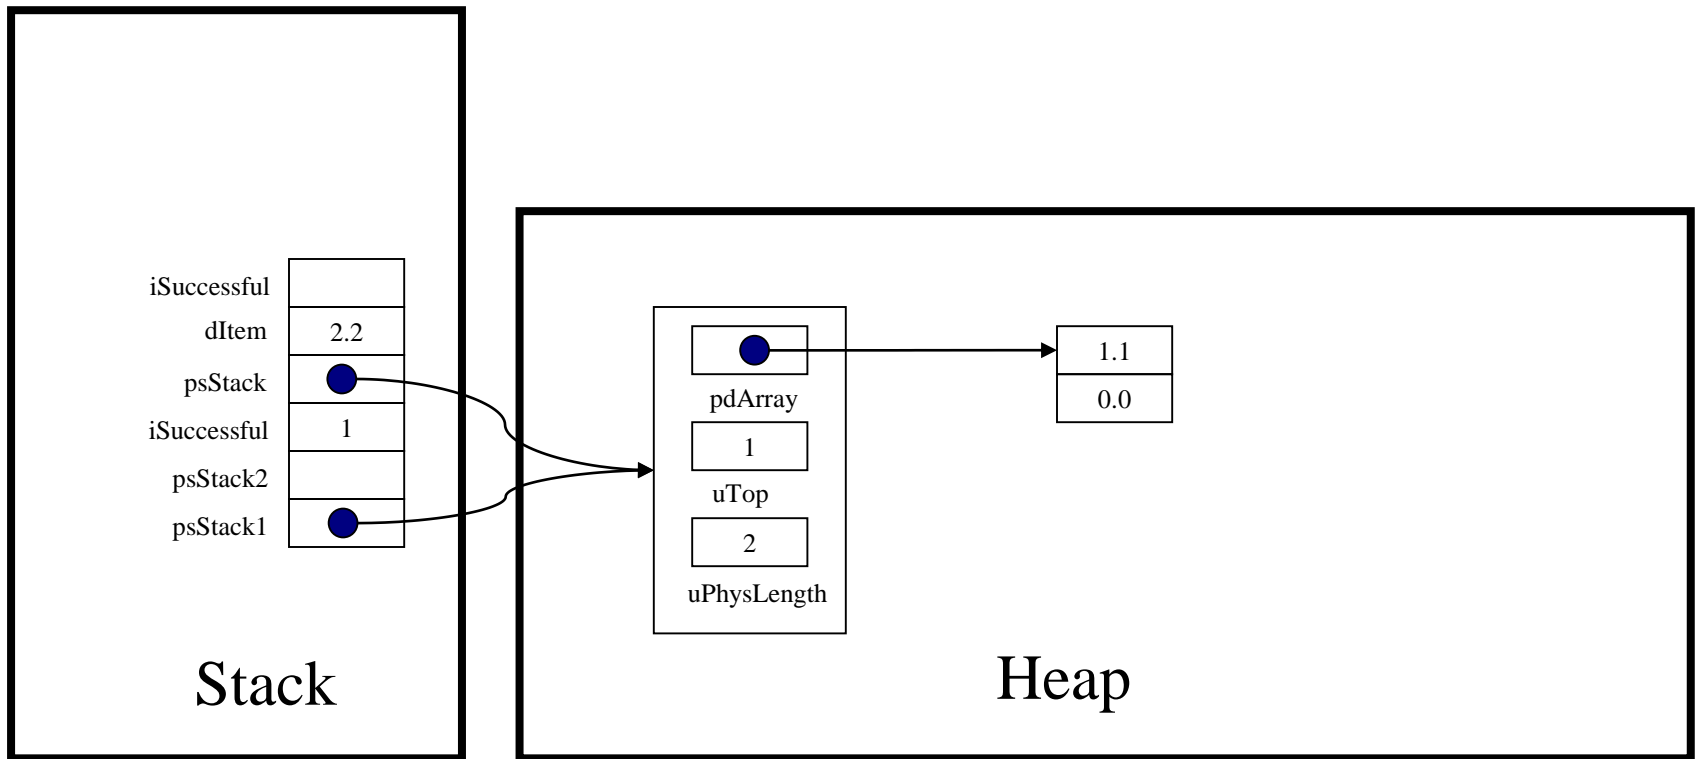 iSuccessful
dItem 2.2
psStack
iSuccessful 1
psStack2
psStack1
Stack
pdArray
1
uTop
2
uPhysLength
1.1
0.0
Heap